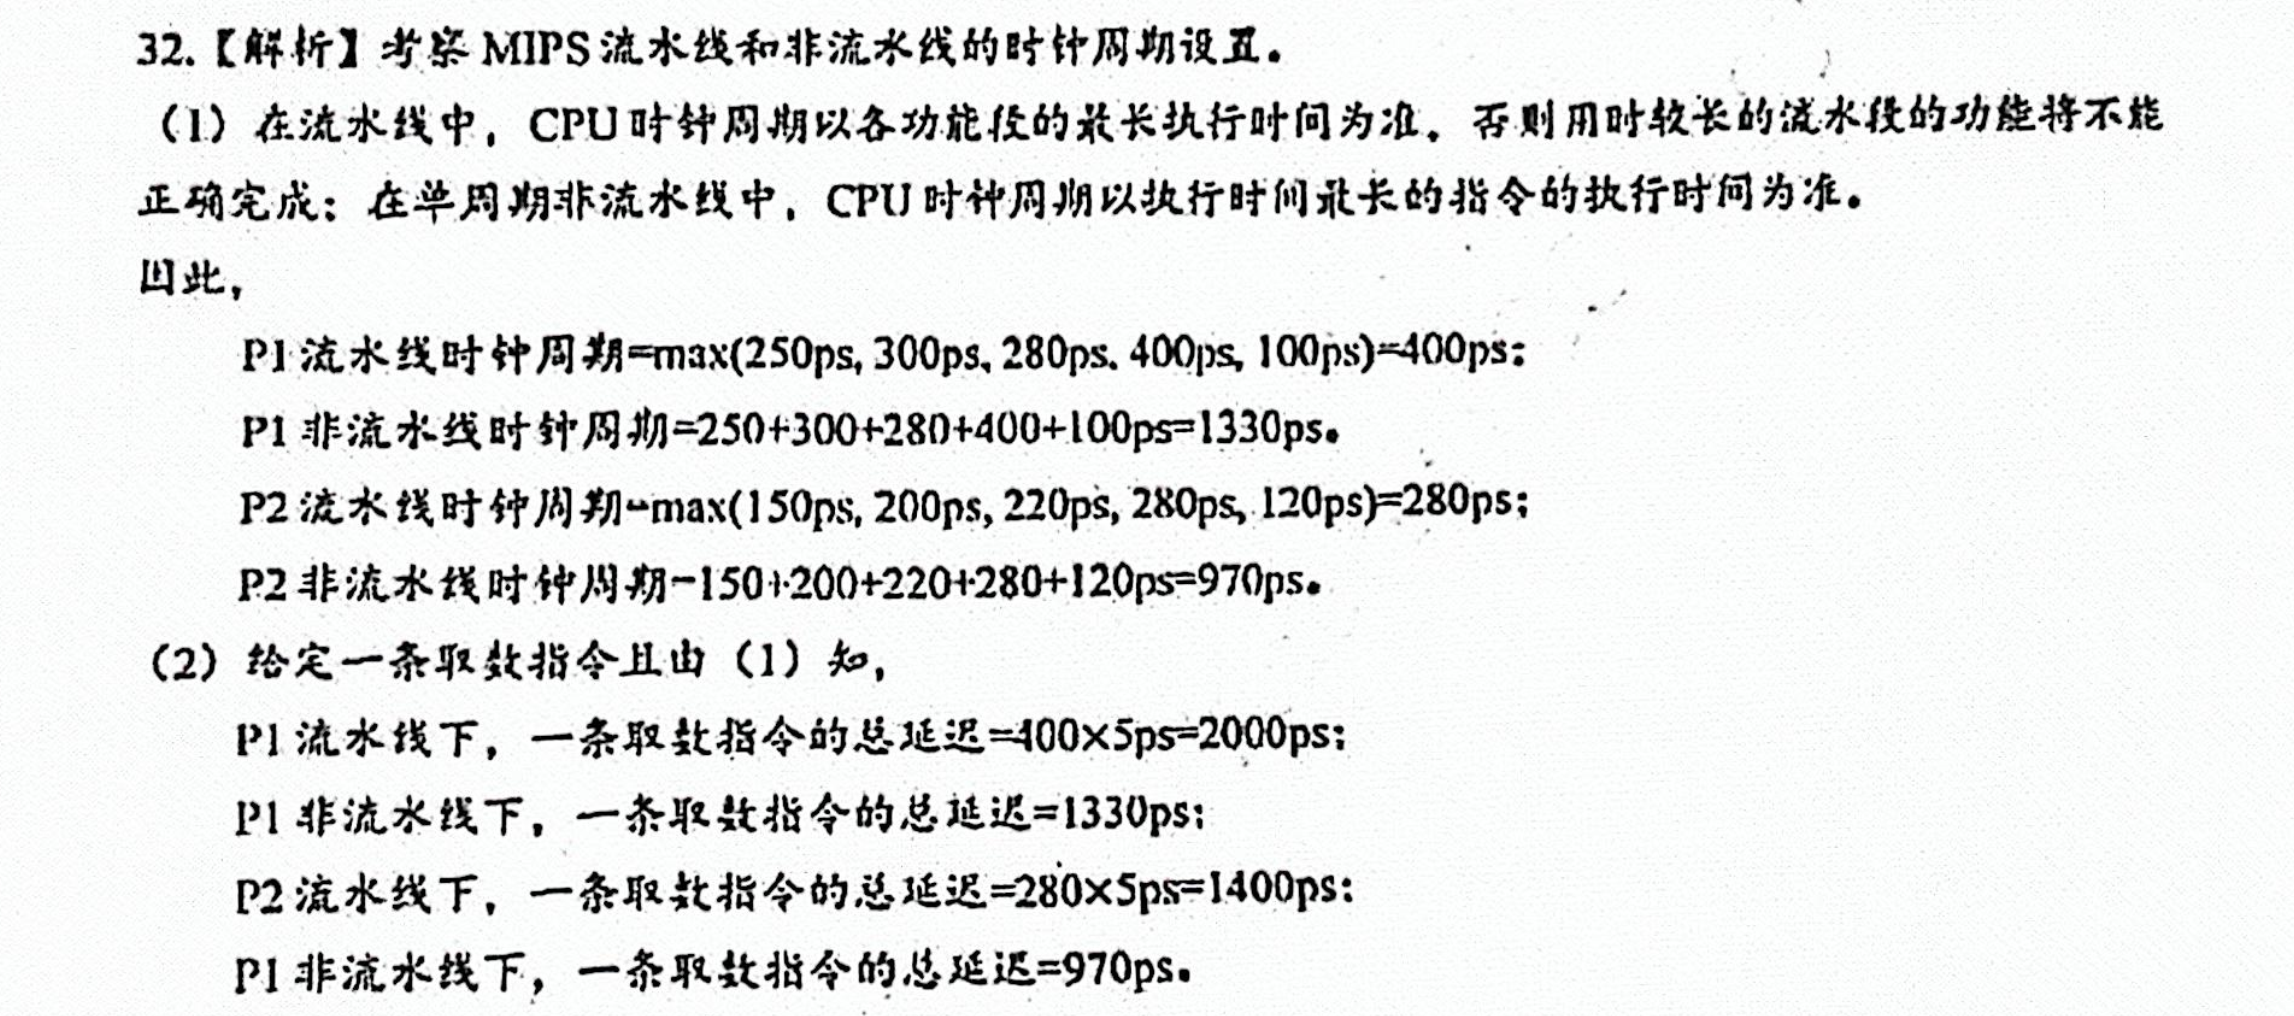 32.【解析】考察 MIPS 流水线和非流水线的时钟周期设置。
（1）在流水线中，CPU 时钟周期以各功能段的最长执行时间为准，否则用时较长的流水段的功能将不能
正确完成；在单周期非流水线中，CPU 时钟周期以执行时间最长的指令的执行时间为准。
因此，
P1 流水线时钟周期=max(250ps, 300ps, 280ps, 400ps, 100ps)=400ps；
P1 非流水线时钟周期=250+300+280+400+100ps=1330ps。
P2 流水线时钟周期=max(150ps, 200ps, 220ps, 280ps, 120ps)=280ps；
P2 非流水线时钟周期=150+200+220+280+120ps=970ps。
（2）给定一条取数指令且由（1）知，
P1 流水线下，一条取数指令的总延迟=400×5ps=2000ps；
P1 非流水线下，一条取数指令的总延迟=1330ps；
P2 流水线下，一条取数指令的总延迟=280×5ps=1400ps；
P1 非流水线下，一条取数指令的总延迟=970ps。